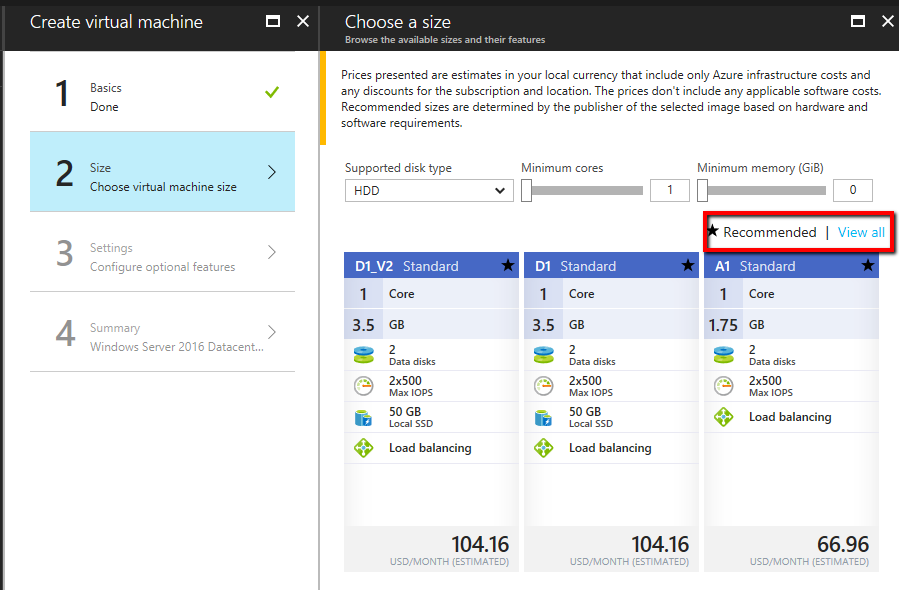 Create virtual machine
1
Basics
Done
2
Size
Choose virtual machine size
3
Settings
Configure optional features
4
Summary
Windows Server 2016 Datacent...
Choose a size
Browse the available sizes and their features
Prices presented are estimates in your local currency that include only Azure infrastructure costs and
any discounts for the subscription and location. The prices don't include any applicable software costs.
Recommended sizes are determined by the publisher of the selected image based on hardware and
software requirements.
Supported disk type
HDD
Minimum cores
1
Minimum memory (GiB)
0
★ Recommended | View all
D1_V2 Standard ★
1 Core
3.5 GB
2
Data disks
2x500
Max IOPS
50 GB
Local SSD
Load balancing
104.16
USD/MONTH (ESTIMATED)
D1 Standard ★
1 Core
3.5 GB
2
Data disks
2x500
Max IOPS
50 GB
Local SSD
Load balancing
104.16
USD/MONTH (ESTIMATED)
A1 Standard ★
1 Core
1.75 GB
2
Data disks
2x500
Max IOPS
Load balancing
66.96
USD/MONTH (ESTIMATED)